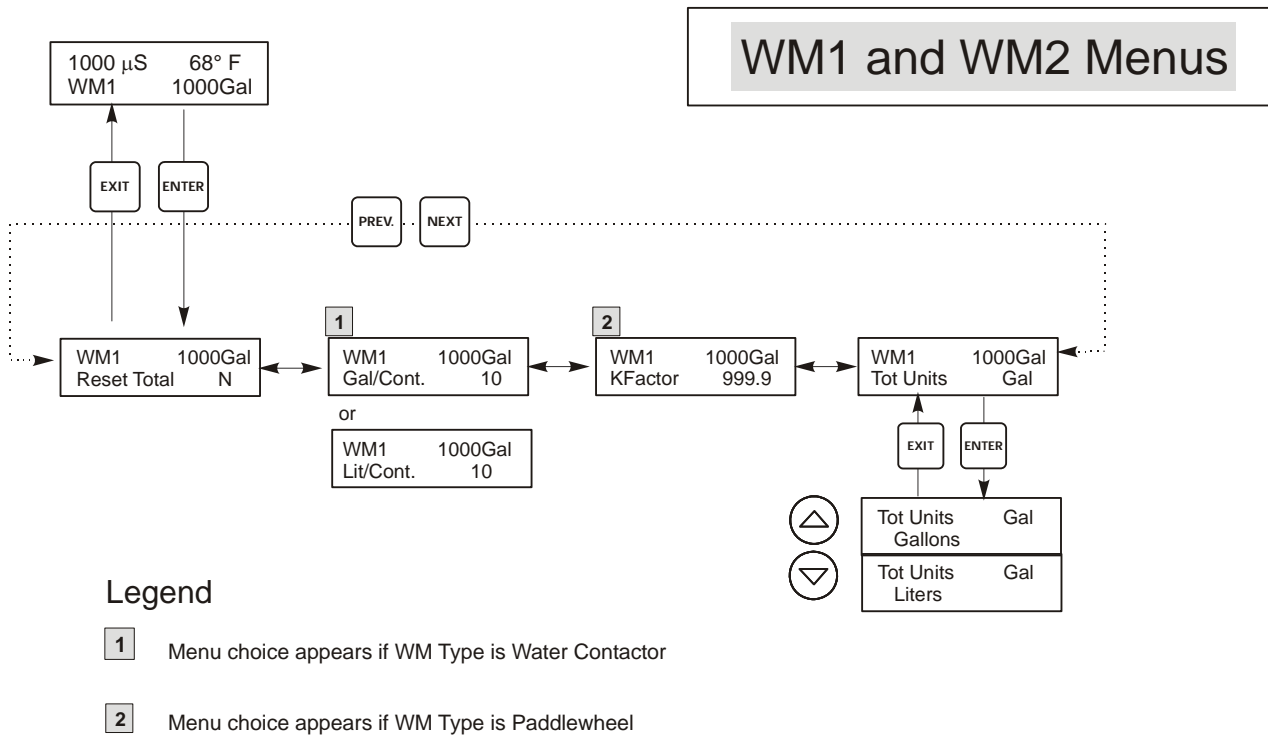 WM1 and WM2 Menus
1000 μS 68° F
WM1 1000Gal
EXIT
ENTER
PREV.
NEXT
WM1 1000Gal
Reset Total N
1
WM1 1000Gal
Gal/Cont. 10
or
WM1 1000Gal
Lit/Cont. 10
2
WM1 1000Gal
KFactor 999.9
WM1 1000Gal
Tot Units Gal
EXIT
ENTER
Tot Units Gal
Gallons
Tot Units Gal
Liters
Legend
1 Menu choice appears if WM Type is Water Contactor
2 Menu choice appears if WM Type is Paddlewheel